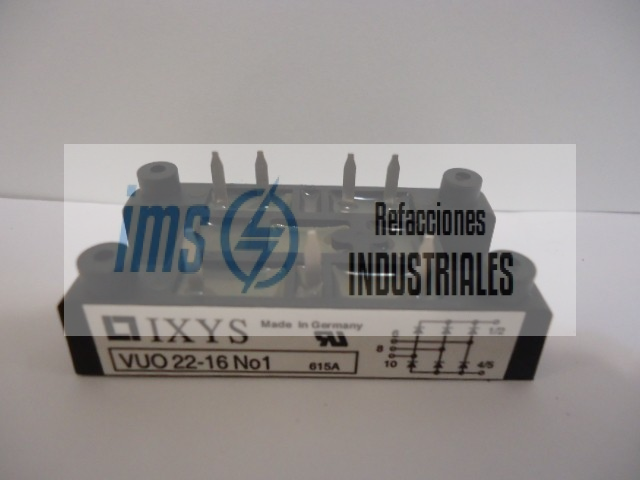 ims
Refacciones
INDUSTRIALES
IXYS
Made in Germany
VUO 22-16 No1
615A
1/2
8
10
4/5